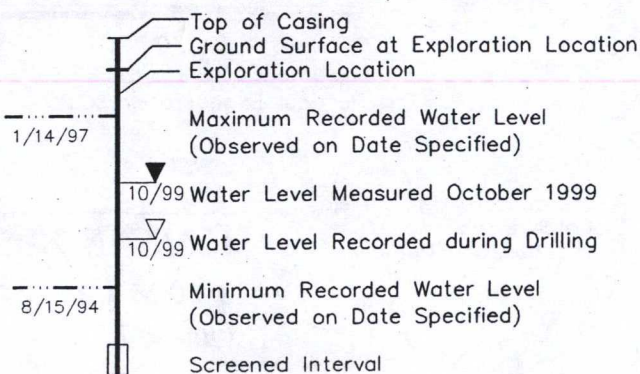 Top of Casing
Ground Surface at Exploration Location
Exploration Location
1/14/97
Maximum Recorded Water Level
(Observed on Date Specified)
10/99 Water Level Measured October 1999
10/99 Water Level Recorded during Drilling
8/15/94
Minimum Recorded Water Level
(Observed on Date Specified)
Screened Interval